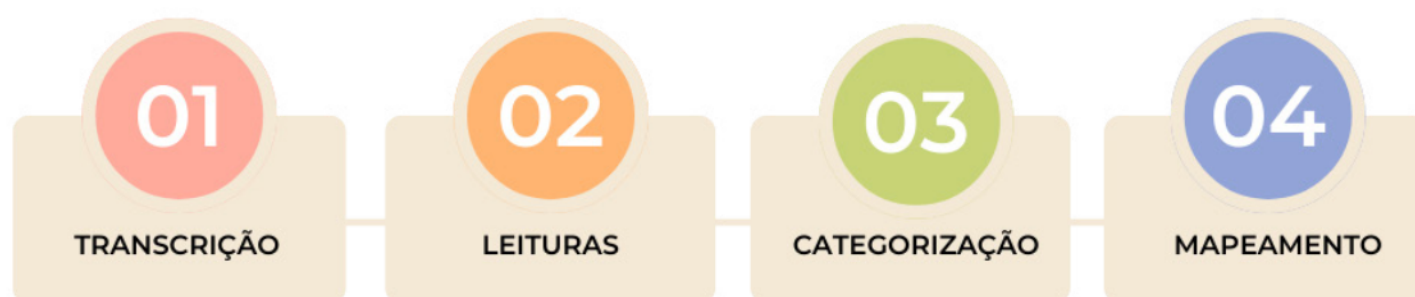 01
TRANSCRIÇÃO
02
LEITURAS
03
CATEGORIZAÇÃO
04
MAPEAMENTO